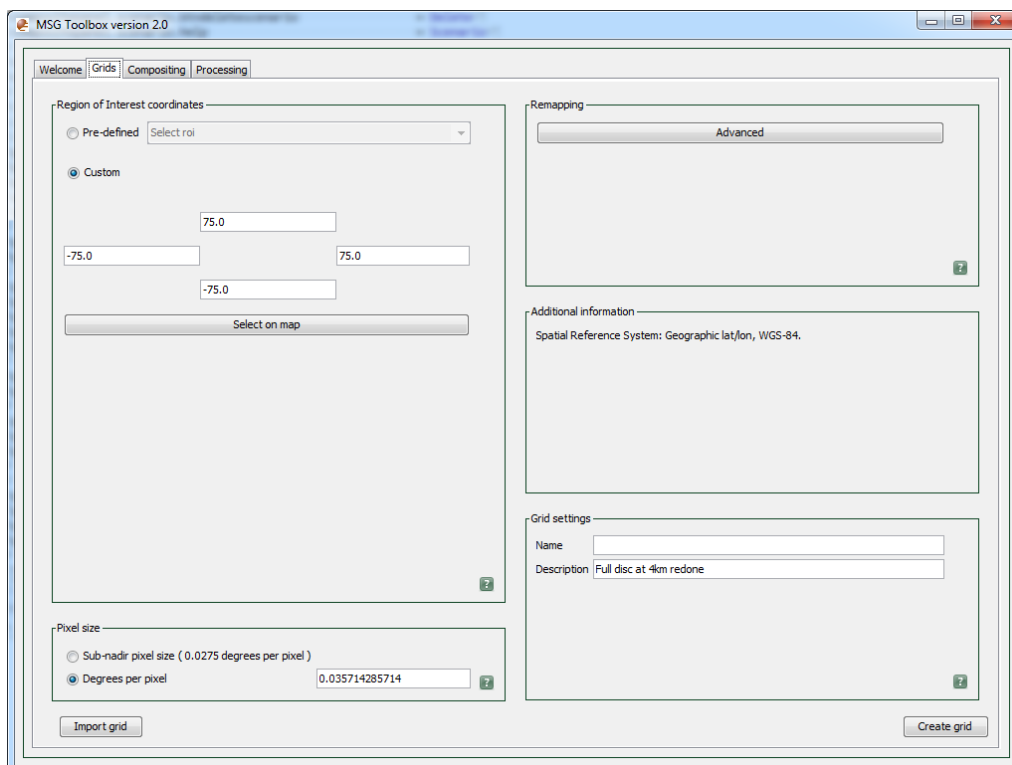 MSG Toolbox version 2.0
Welcome Grids Compositing Processing
Region of Interest coordinates
Pre-defined Select roi
Custom
75.0
-75.0 75.0
-75.0
Select on map
Pixel size
Sub-nadir pixel size ( 0.0275 degrees per pixel )
Degrees per pixel 0.035714285714
Import grid
Remapping
Advanced
Additional information
Spatial Reference System: Geographic lat/lon, WGS-84.
Grid settings
Name
Description Full disc at 4km redone
Create grid